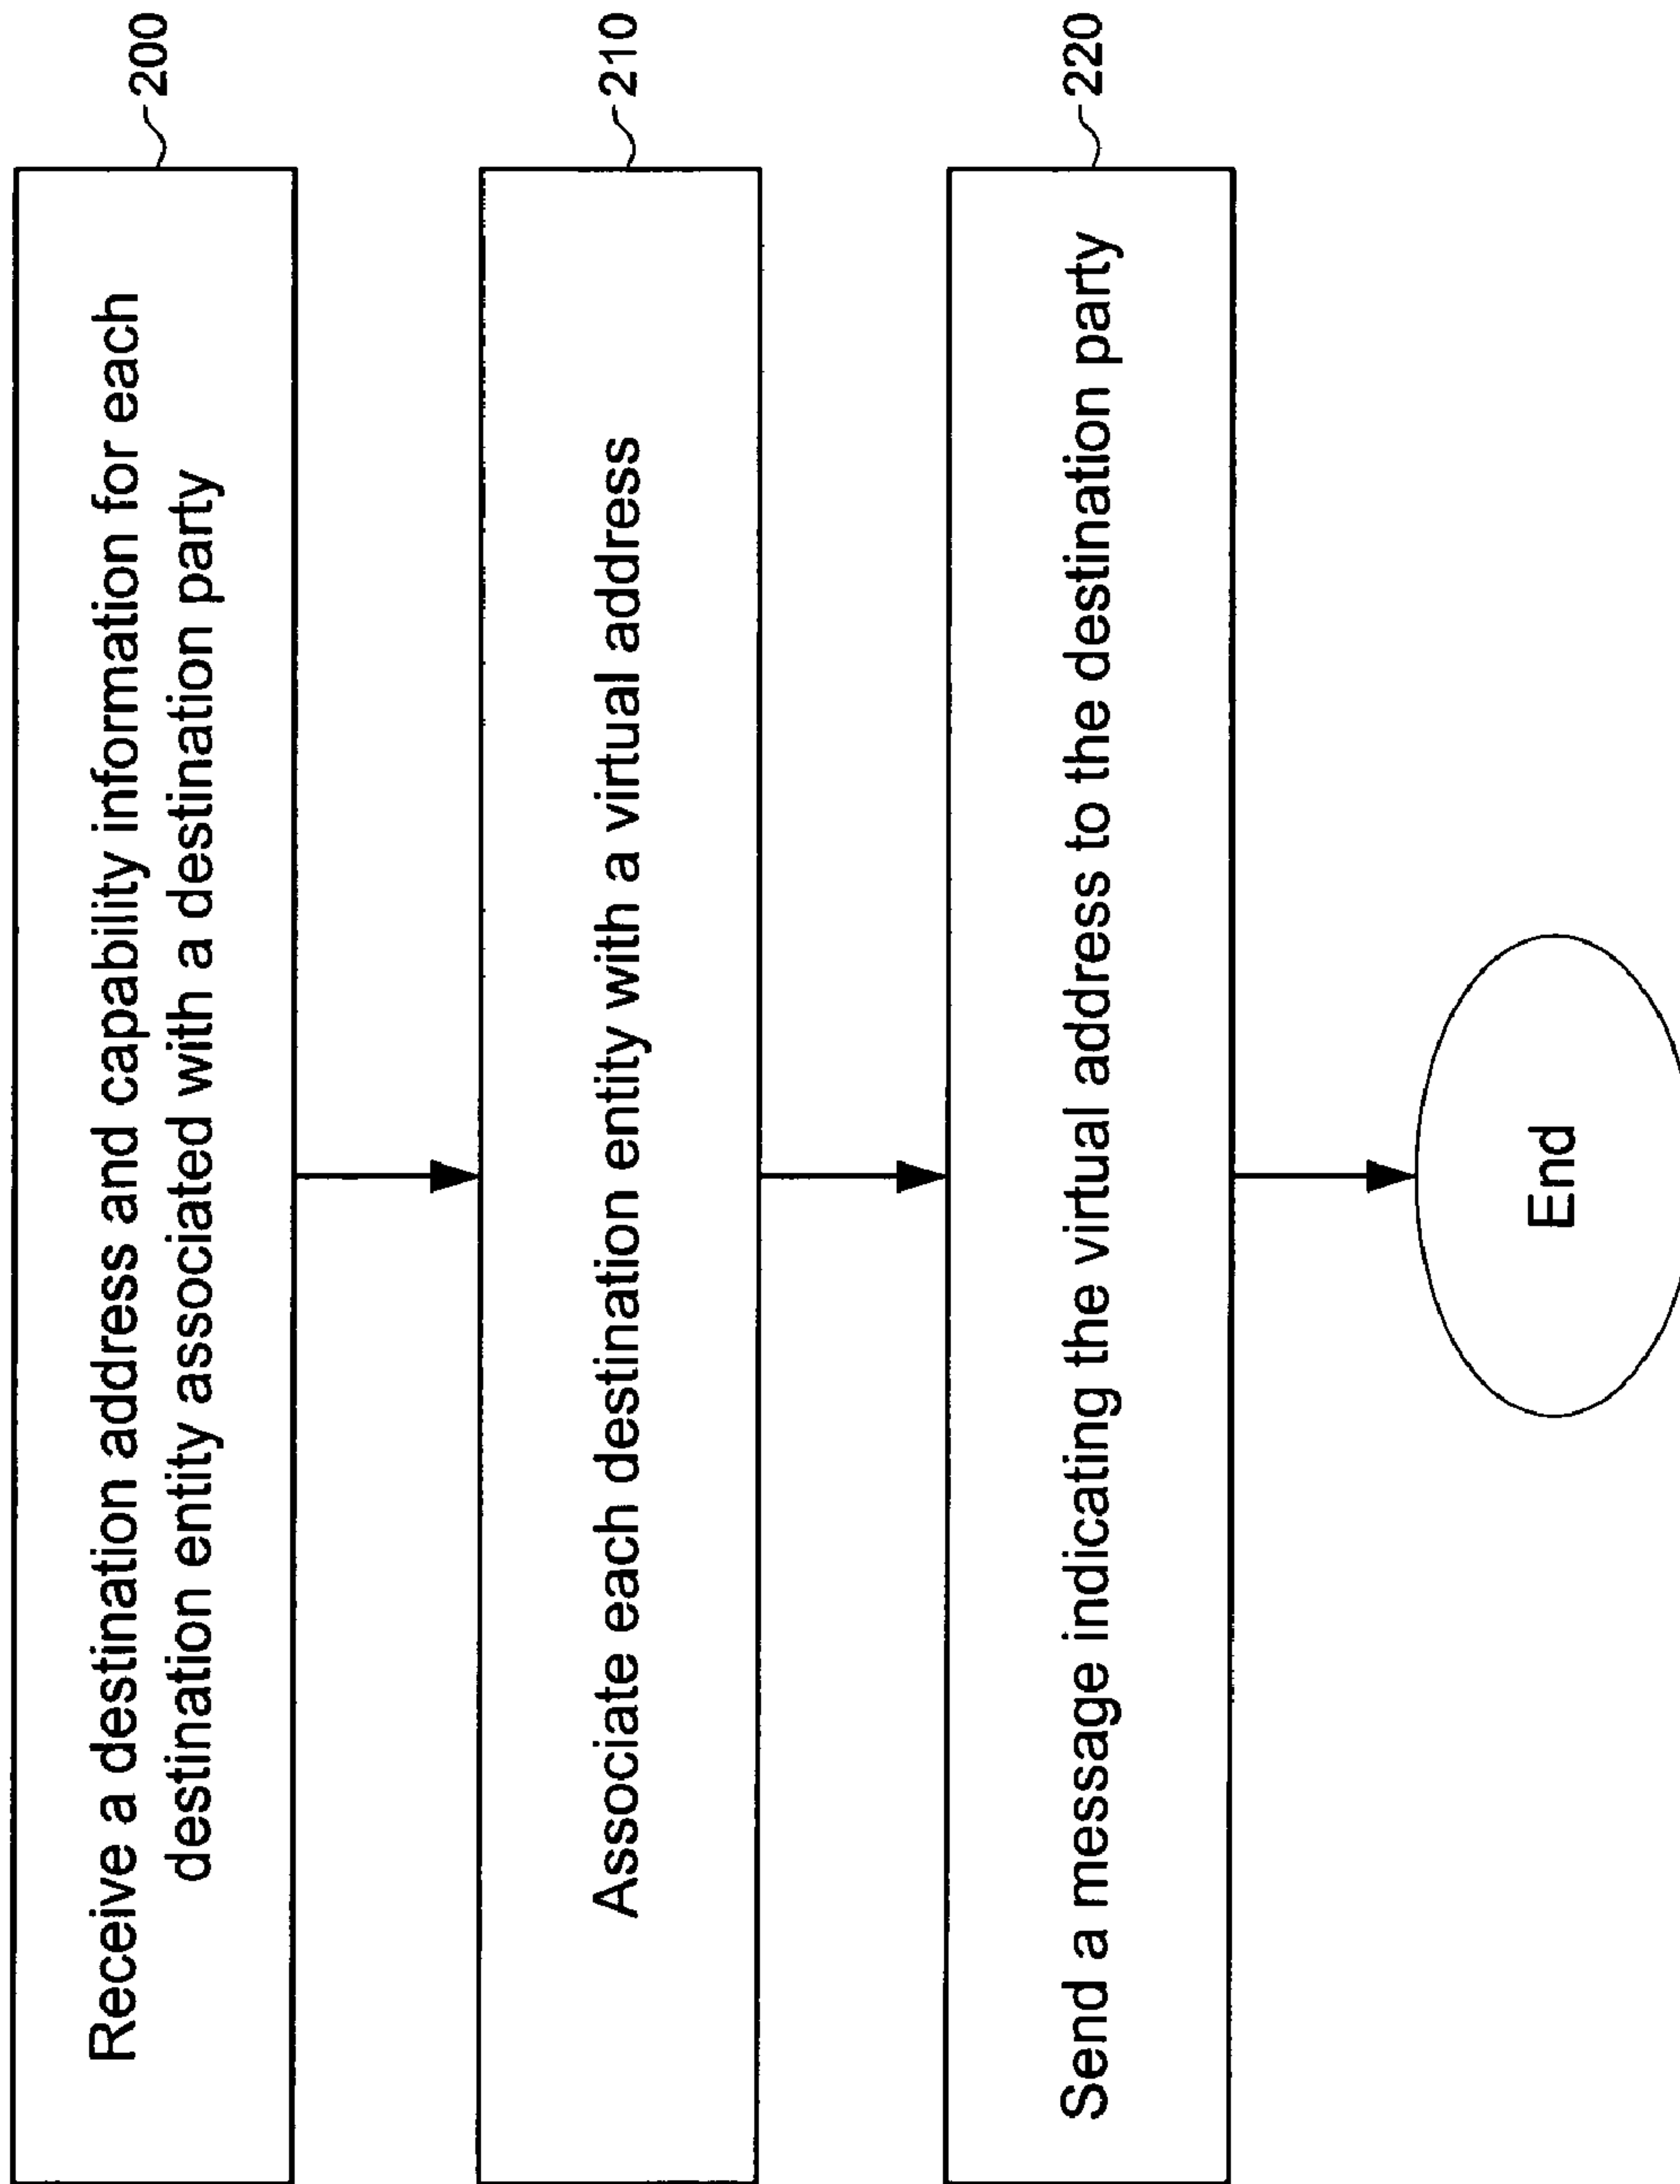 Receive a destination address and capability information for each
destination entity associated with a destination party
200
Associate each destination entity with a virtual address
210
Send a message indicating the virtual address to the destination party
220
End